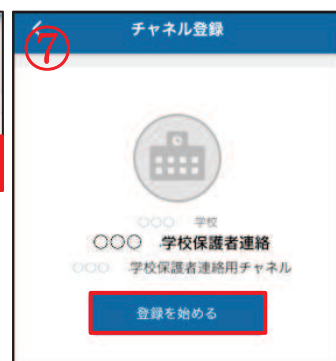 ⑦
チャネル登録
○○○ 学校
○○○ 学校保護者連絡
○○○ 学校保護者連絡用チャネル
登録を始める